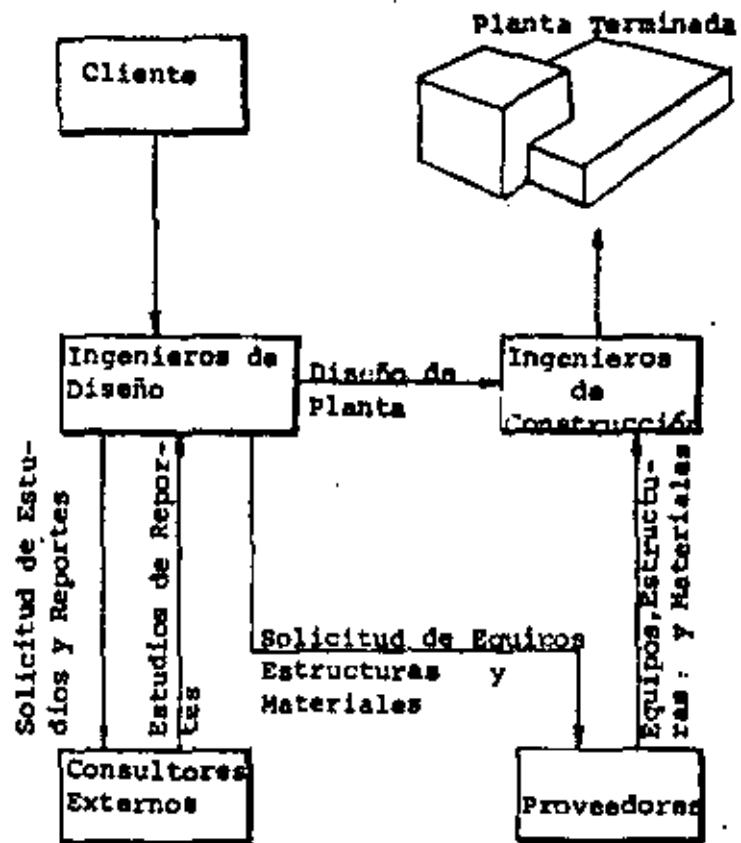 Planta Terminada
Cliente
Ingenieros de
Diseño
Diseño de
Planta
Ingenieros
de
Construcción
Solicitud de Estu-
dios y Reportes
Estudios de Repor-
tes
Solicitud de Equipos
Estructuras y
Materiales
Equipos,Estructu-
ras. y Materiales
Consultores
Externos
Proveedores